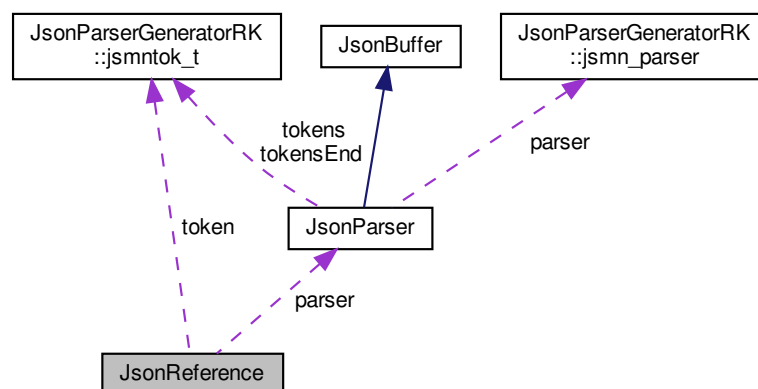 JsonParserGeneratorRK
::jsmntok_t
JsonBuffer
JsonParserGeneratorRK
::jsmn_parser
tokens
tokensEnd
parser
token
JsonParser
parser
JsonReference